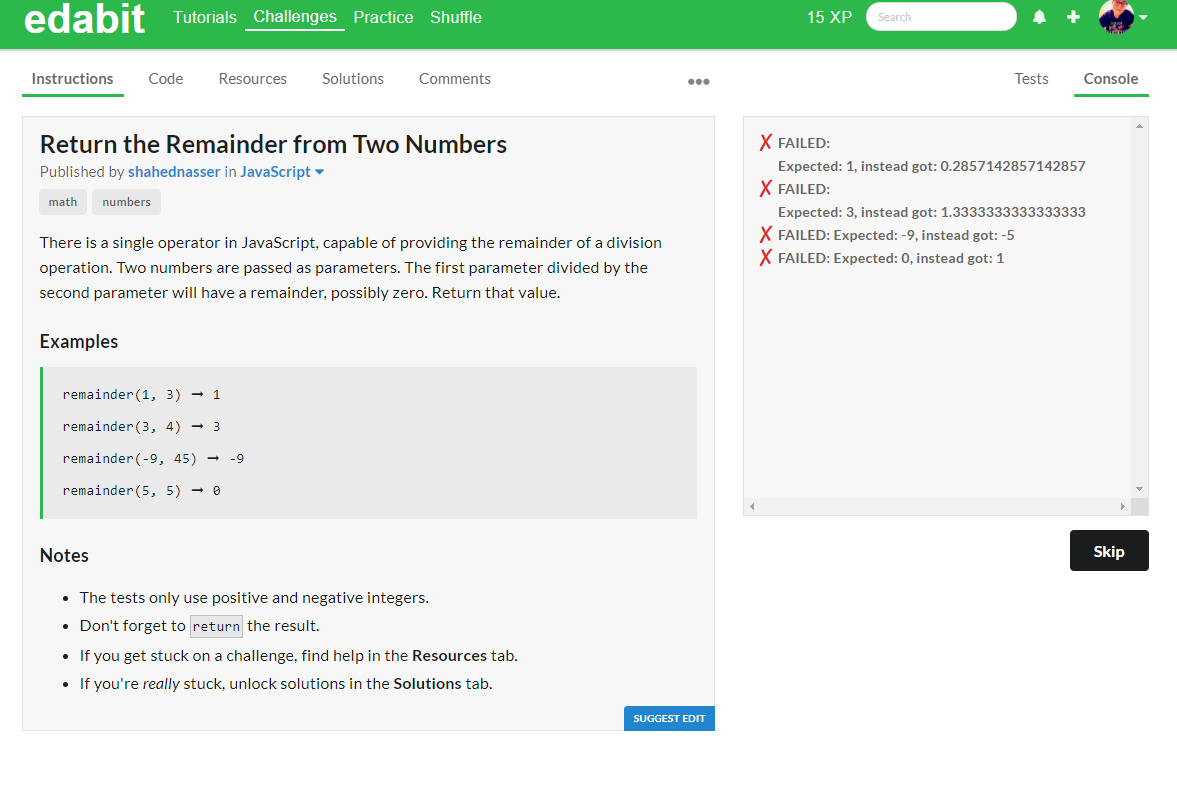 edabit
Tutorials Challenges Practice Shuffle
15 XP
Search
Instructions Code Resources Solutions Comments
Tests Console
Return the Remainder from Two Numbers
Published by shahednasser in JavaScript
math numbers
There is a single operator in JavaScript, capable of providing the remainder of a division
operation. Two numbers are passed as parameters. The first parameter divided by the
second parameter will have a remainder, possibly zero. Return that value.
Examples
remainder(1, 3) ➞ 1
remainder(3, 4) ➞ 3
remainder(-9, 45) ➞ -9
remainder(5, 5) ➞ 0
Notes
• The tests only use positive and negative integers.
• Don't forget to return the result.
• If you get stuck on a challenge, find help in the Resources tab.
• If you're really stuck, unlock solutions in the Solutions tab.
SUGGEST EDIT
✗ FAILED:
Expected: 1, instead got: 0.2857142857142857
✗ FAILED:
Expected: 3, instead got: 1.3333333333333333
✗ FAILED: Expected: -9, instead got: -5
✗ FAILED: Expected: 0, instead got: 1
Skip